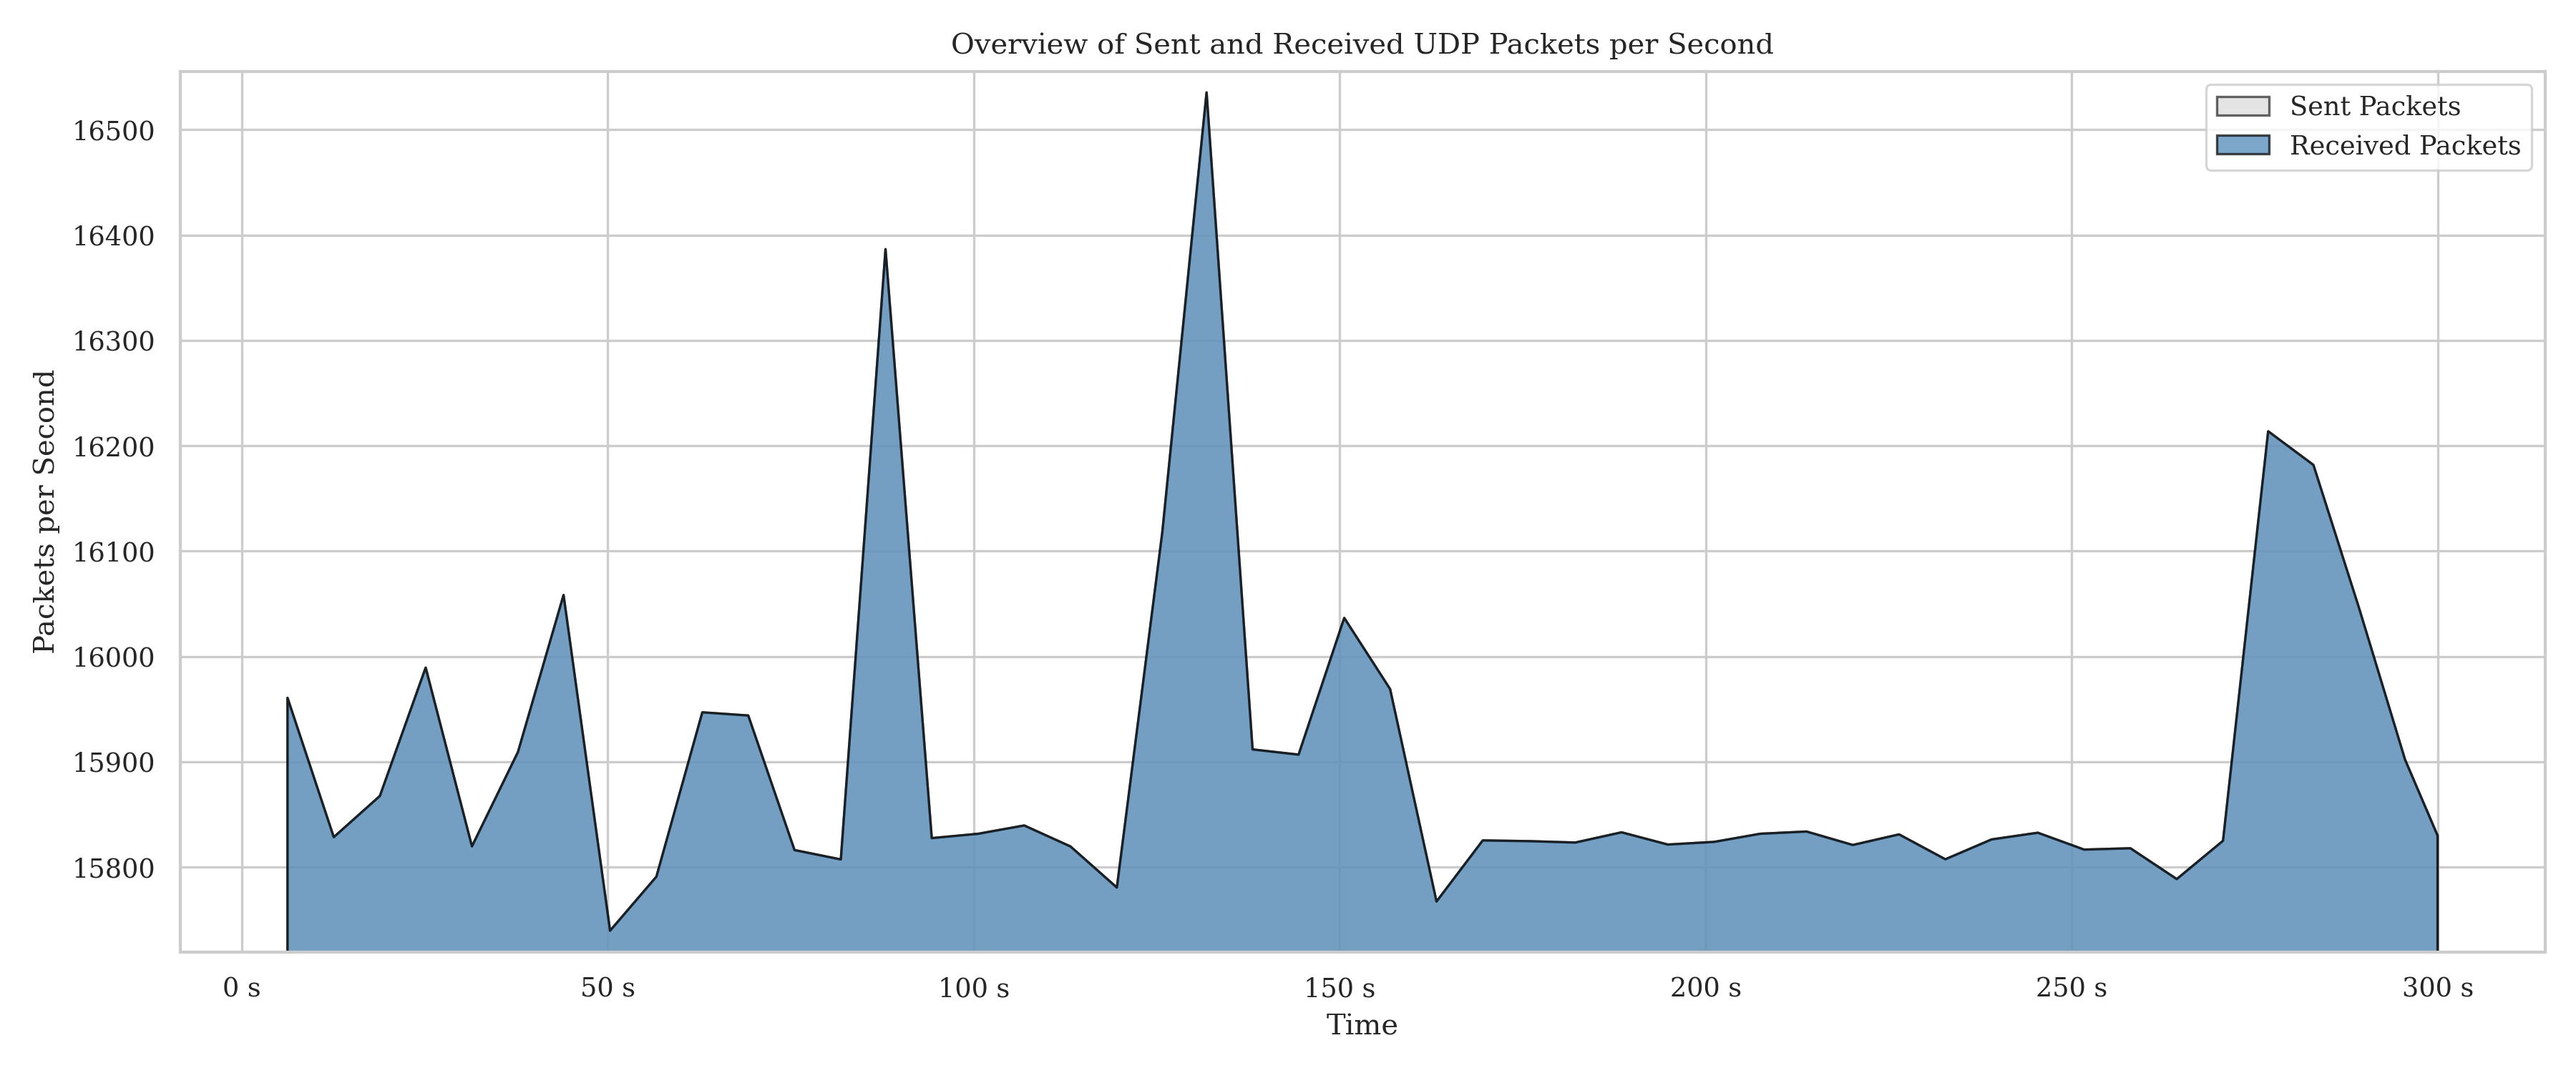 Overview of Sent and Received UDP Packets per Second
Sent Packets
Received Packets
Packets per Second
16500
16400
16300
16200
16100
16000
15900
15800
0 s
50 s
100 s
150 s
200 s
250 s
300 s
Time